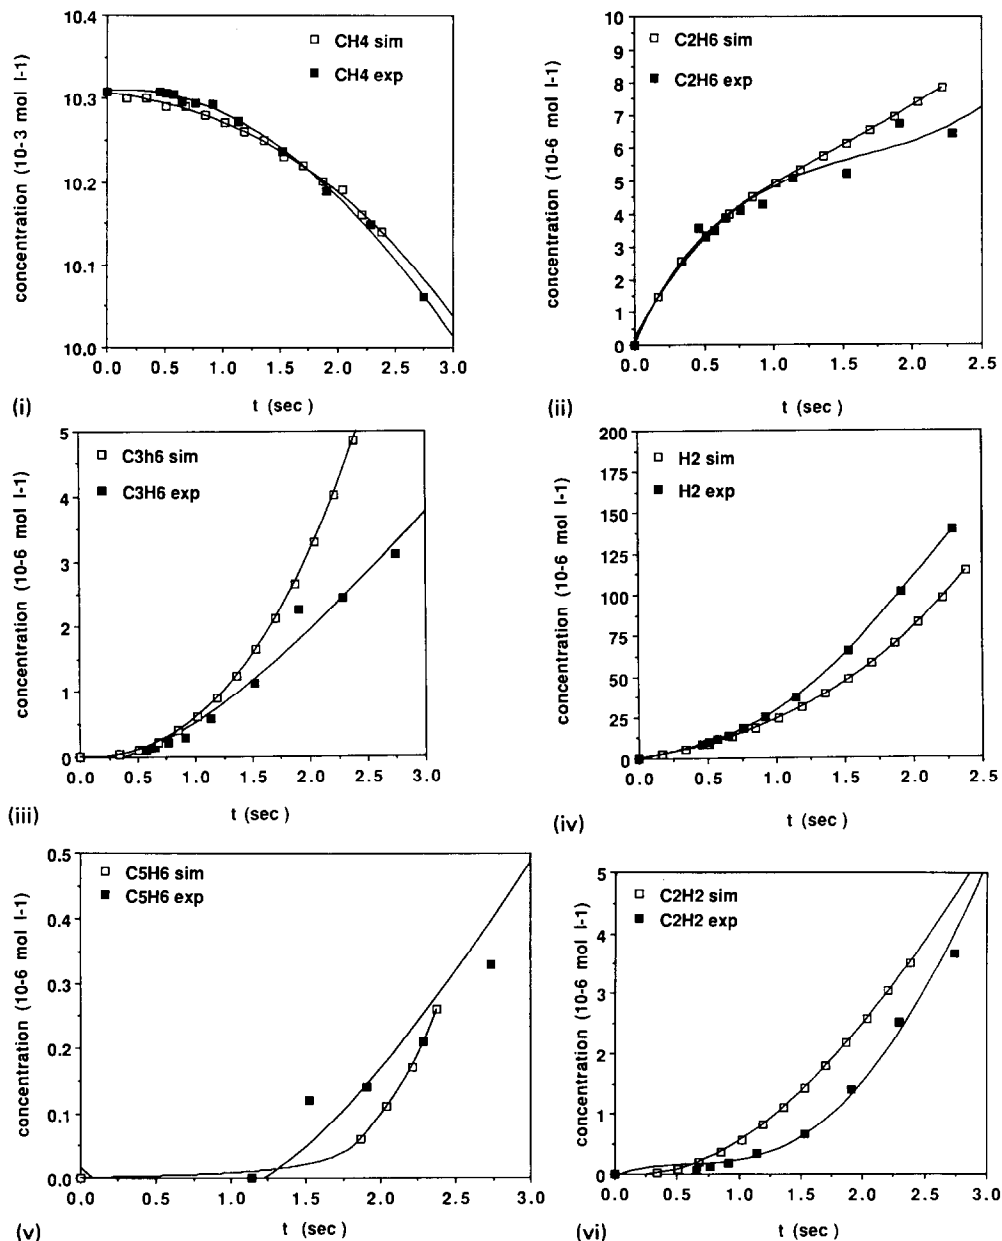 10.4
10.3
10.2
10.1
10.0
concentration (10-3 mol l-1)
CH4 sim
CH4 exp
0.0 0.5 1.0 1.5 2.0 2.5 3.0
t (sec)
(i)
10
9
8
7
6
5
4
3
2
1
0
concentration (10-6 mol l-1)
C2H6 sim
C2H6 exp
0.0 0.5 1.0 1.5 2.0 2.5
t (sec)
(ii)
5
4
3
2
1
0
concentration (10-6 mol l-1)
C3h6 sim
C3H6 exp
0.0 0.5 1.0 1.5 2.0 2.5 3.0
t (sec)
(iii)
200
175
150
125
100
75
50
25
0
concentration (10-6 mol l-1)
H2 sim
H2 exp
0.0 0.5 1.0 1.5 2.0 2.5
t (sec)
(iv)
0.5
0.4
0.3
0.2
0.1
0.0
concentration (10-6 mol l-1)
C5H6 sim
C5H6 exp
0.0 0.5 1.0 1.5 2.0 2.5 3.0
t (sec)
(v)
5
4
3
2
1
0
concentration (10-6 mol l-1)
C2H2 sim
C2H2 exp
0.0 0.5 1.0 1.5 2.0 2.5 3.0
t (sec)
(vi)